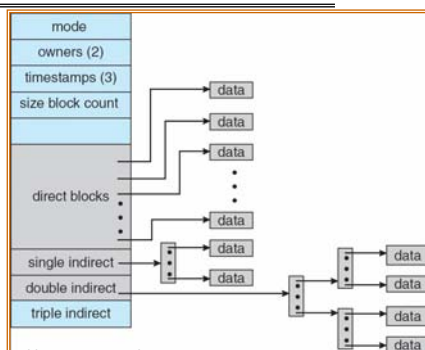 mode
owners (2)
timestamps (3)
size block count
data
data
data
direct blocks
data
single indirect
data
data
double indirect
data
data
triple indirect
data
data